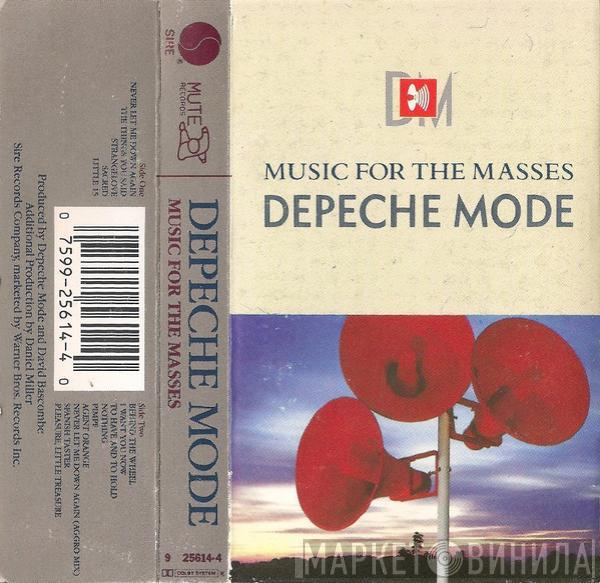 DM
MUSIC FOR THE MASSES
DEPECHE MODE
SIRE
MUTE
RECORDS
DEPECHE MODE
MUSIC FOR THE MASSES
9 25614-4
DOLBY SYSTEM
Side One
NEVER LET ME DOWN AGAIN
THE THINGS YOU SAID
STRANGELOVE
SACRED
LITTLE 15
Side Two
BEHIND THE WHEEL
I WANT YOU NOW
TO HAVE AND TO HOLD
NOTHING
PIMPF
AGENT ORANGE
NEVER LET ME DOWN AGAIN (AGGRO MIX)
SPANISH TASTER
PLEASURE, LITTLE TREASURE
0 7599-25614-4 0
Produced by Depeche Mode and David Bascombe
Additional Production by Daniel Miller
Sire Records Company, marketed by Warner Bros. Records Inc.
МАРКЕТ ВИНИЛА